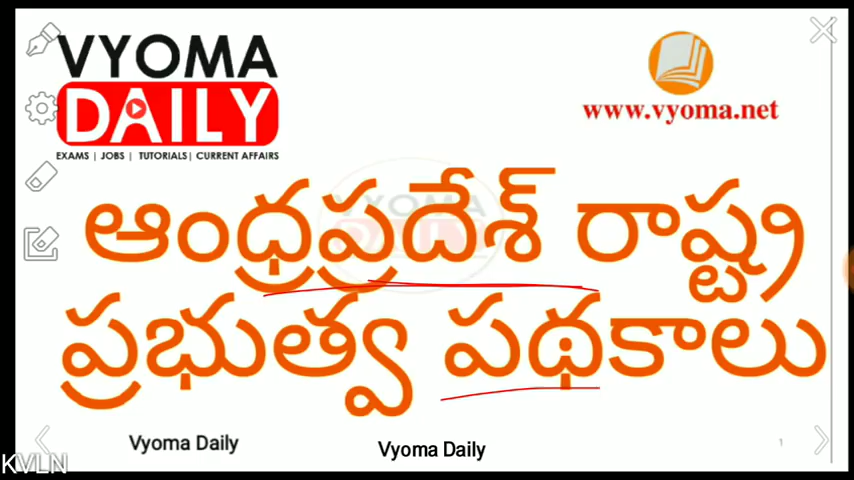 VYOMA
DAILY
EXAMS | JOBS | TUTORIALS| CURRENT AFFAIRS
www.vyoma.net
ఆంధ్రప్రదేశ్ రాష్ట్ర
ప్రభుత్వ పథకాలు
Vyoma Daily
Vyoma Daily
1
KVLN